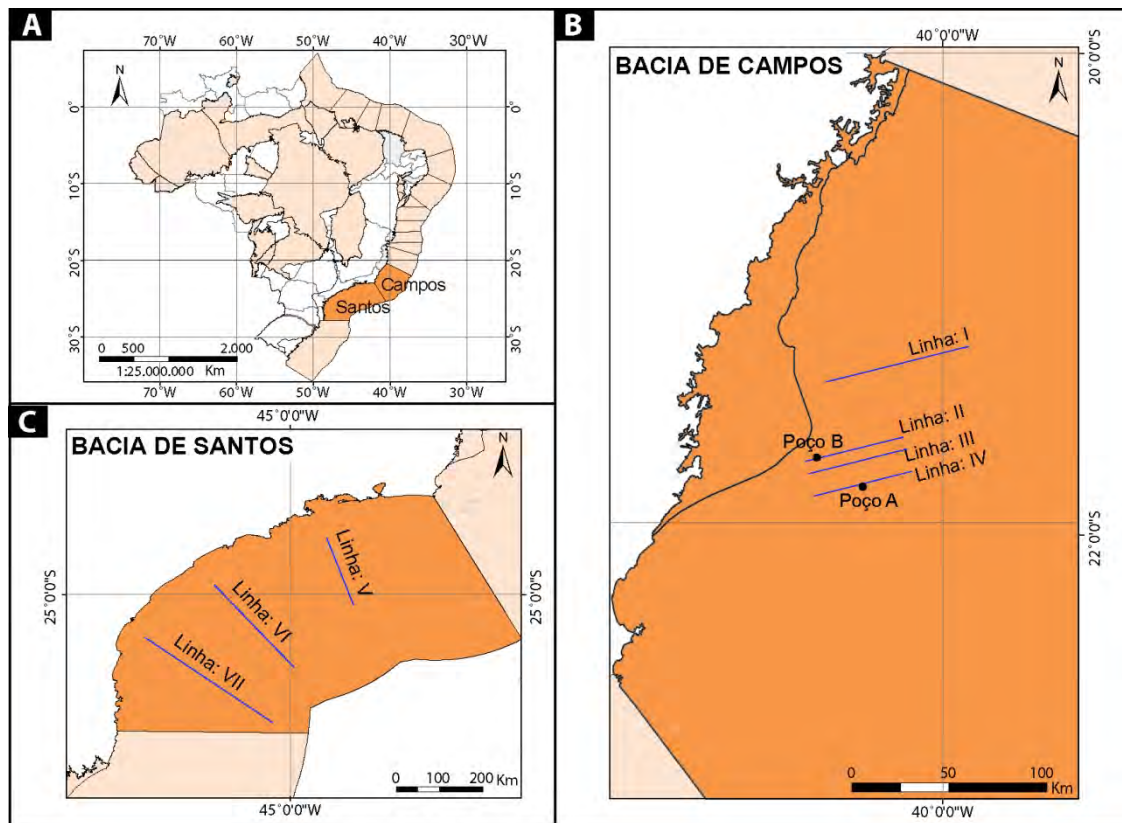 A
70°W 60°W 50°W 40°W 30°W
N
0°
0°
10°S
10°S
20°S
20°S
30°S
30°S
Campos
Santos
0 500 2.000
1:25.000.000 Km
70°W 60°W 50°W 40°W 30°W
B
40°0'0"W
BACIA DE CAMPOS
20°0'0"S
N
Linha: I
Linha: II
Poço B
Linha: III
Linha: IV
Poço A
22°0'0"S
0 50 100
Km
40°0'0"W
C
45°0'0"W
BACIA DE SANTOS
N
Linha: V
25°0'0"S
25°0'0"S
Linha: VI
Linha: VII
0 100 200 Km
45°0'0"W